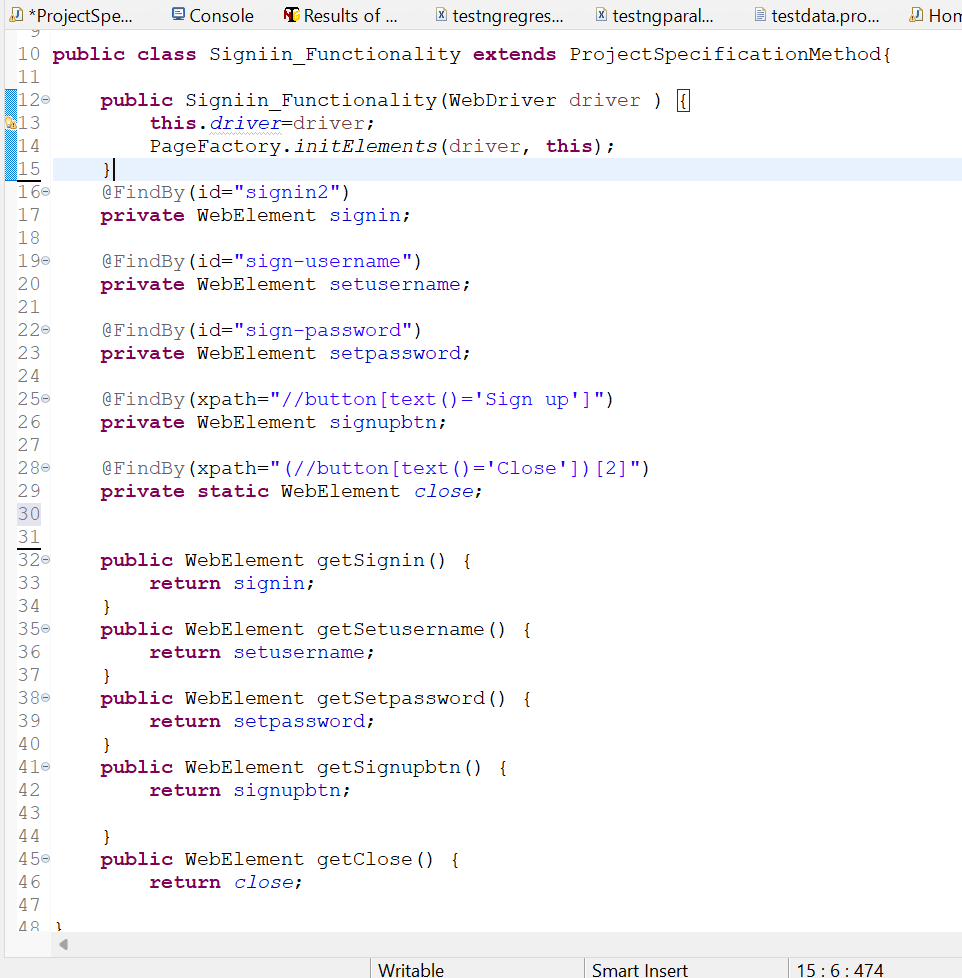 *ProjectSpe... Console Results of ... testngregres... testngparal... testdata.pro... Hom
9
10 public class Signiin_Functionality extends ProjectSpecificationMethod{
11
12 public Signiin_Functionality(WebDriver driver ) {
13 this.driver=driver;
14 PageFactory.initElements(driver, this);
15 }
16 @FindBy(id="signin2")
17 private WebElement signin;
18
19 @FindBy(id="sign-username")
20 private WebElement setusername;
21
22 @FindBy(id="sign-password")
23 private WebElement setpassword;
24
25 @FindBy(xpath="//button[text()='Sign up']")
26 private WebElement signupbtn;
27
28 @FindBy(xpath="(//button[text()='Close'])[2]")
29 private static WebElement close;
30
31
32 public WebElement getSignin() {
33 return signin;
34 }
35 public WebElement getSetusername() {
36 return setusername;
37 }
38 public WebElement getSetpassword() {
39 return setpassword;
40 }
41 public WebElement getSignupbtn() {
42 return signupbtn;
43
44 }
45 public WebElement getClose() {
46 return close;
47
48 }
Writable Smart Insert 15 : 6 : 474